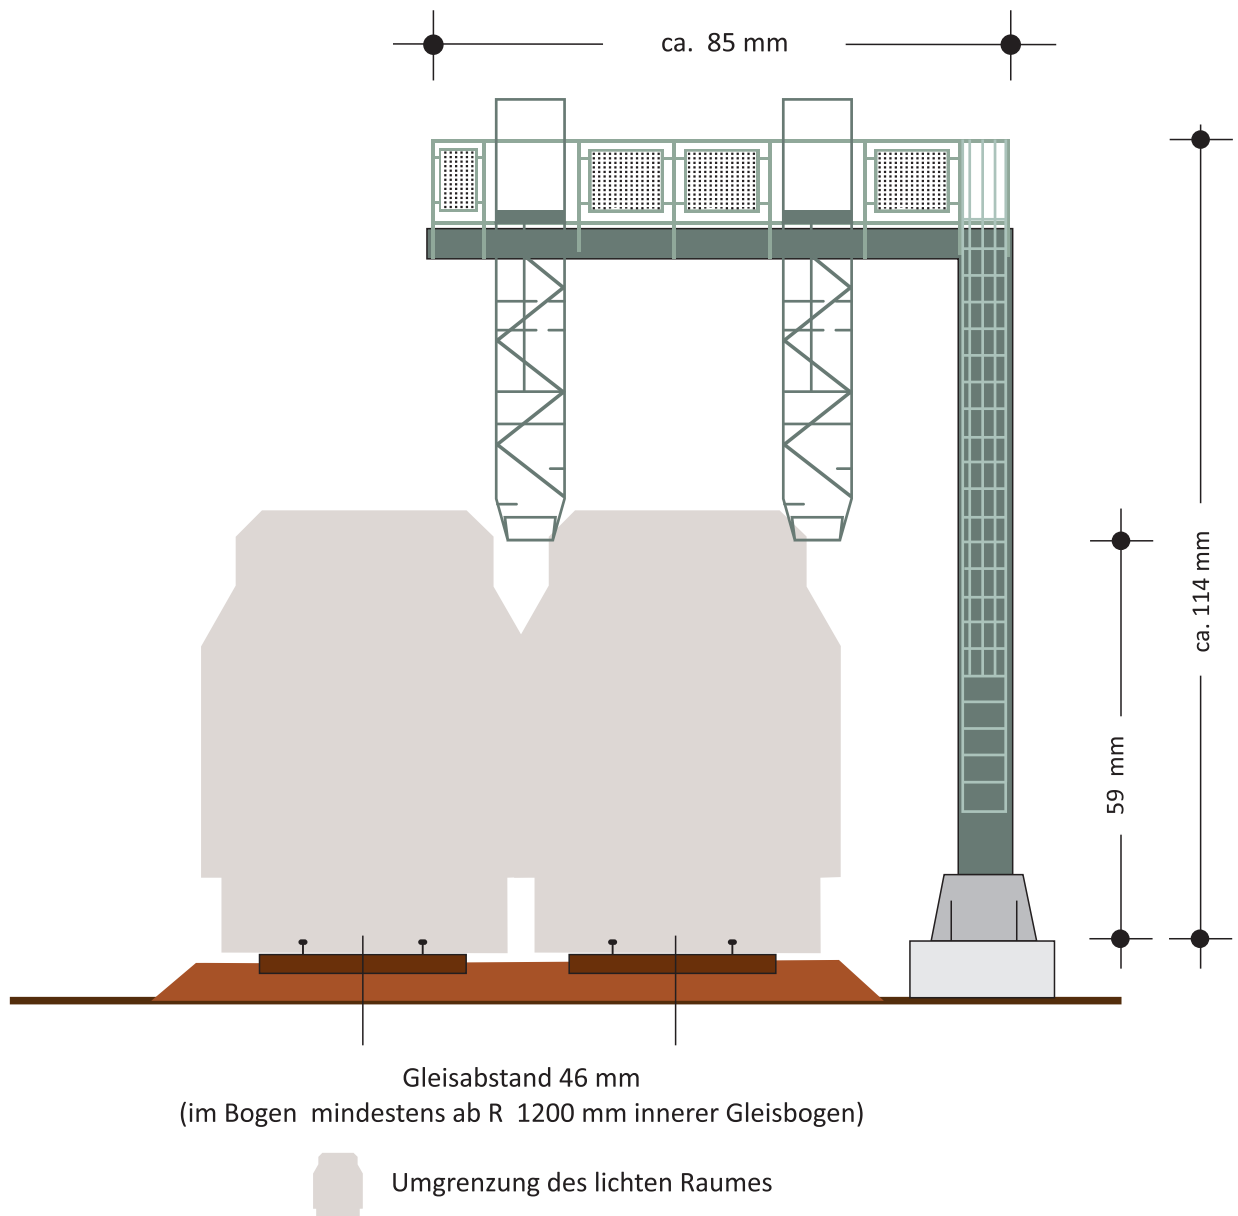 ca. 85 mm
ca. 114 mm
59 mm
Gleisabstand 46 mm
(im Bogen mindestens ab R 1200 mm innerer Gleisbogen)
Umgrenzung des lichten Raumes